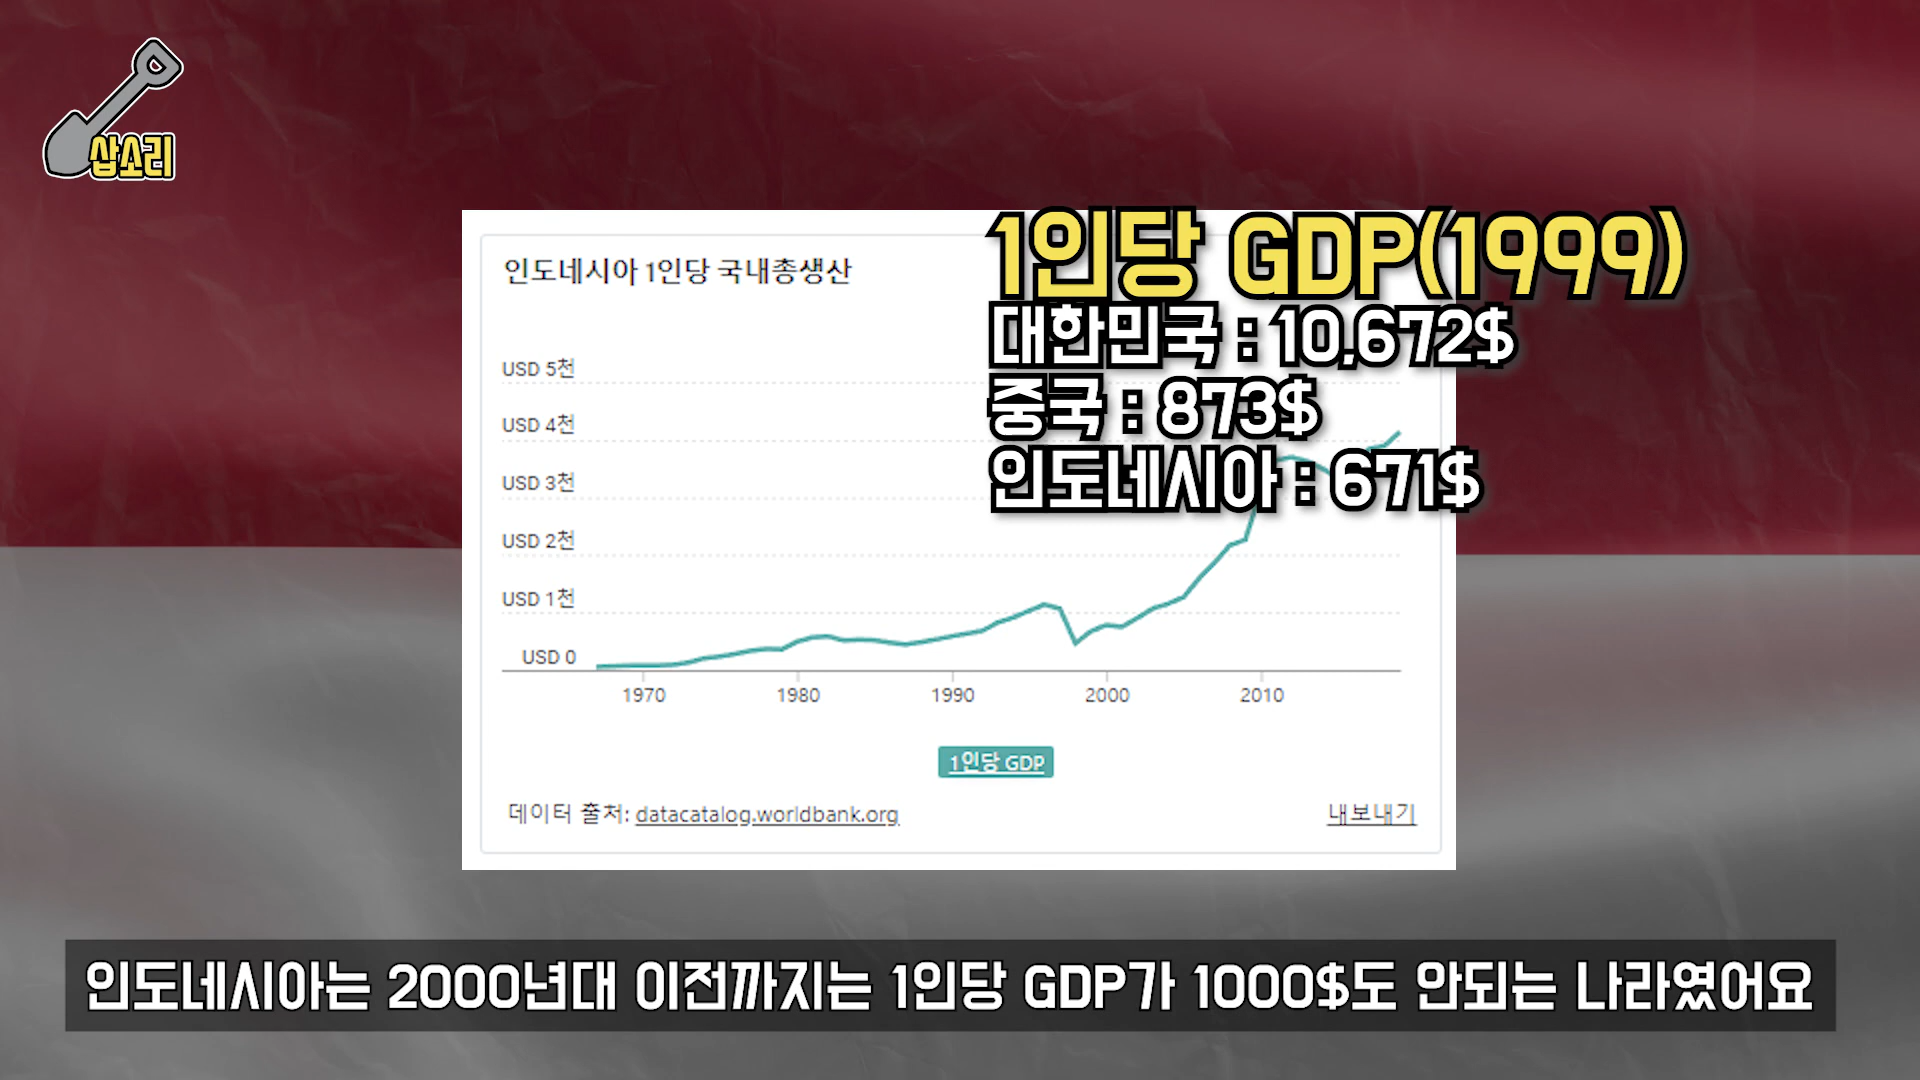 삽소리
1인당 GDP(1999)
대한민국 : 10,672$
중국 : 873$
인도네시아 : 671$
인도네시아 1인당 국내총생산
USD 5천
USD 4천
USD 3천
USD 2천
USD 1천
USD 0
1970 1980 1990 2000 2010
1인당 GDP
데이터 출처: datacatalog.worldbank.org 내보내기
인도네시아는 2000년대 이전까지는 1인당 GDP가 1000$도 안되는 나라였어요